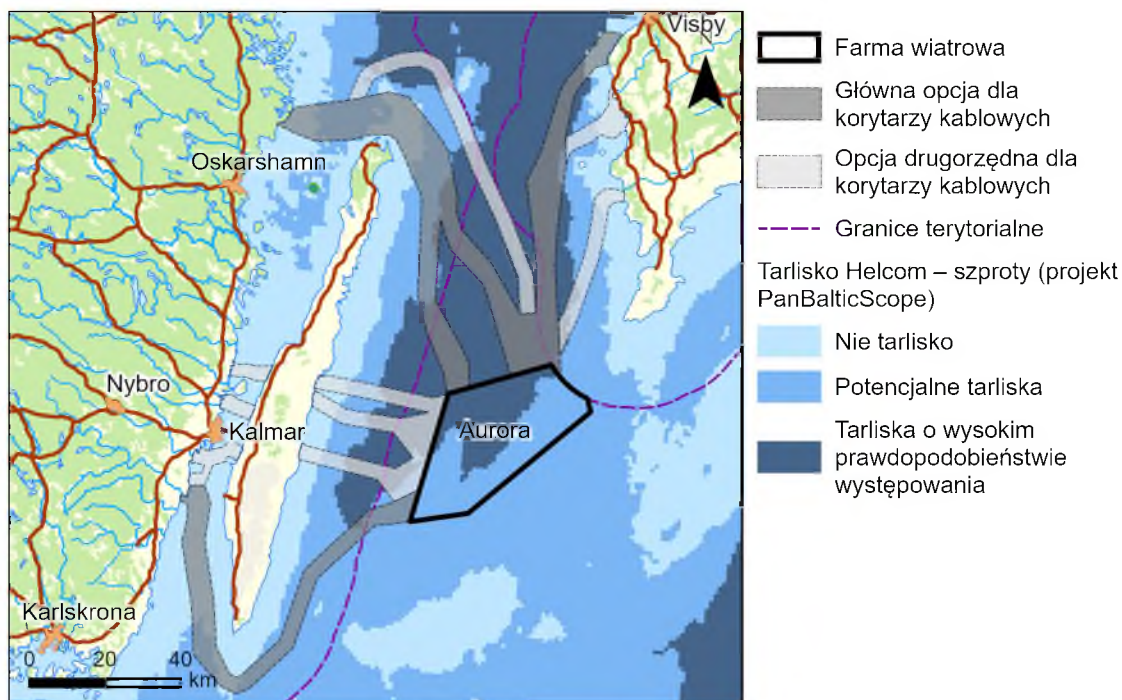 Visby
Oskarshamn
Nybro
Kalmar
Aurora
Karlskrona
0 20 40
km
Farma wiatrowa
Główna opcja dla
korytarzy kablowych
Opcja drugorzędna dla
korytarzy kablowych
Granice terytorialne
Tarlisko Helcom – szproty (projekt
PanBalticScope)
Nie tarlisko
Potencjalne tarliska
Tarliska o wysokim
prawdopodobieństwie
występowania